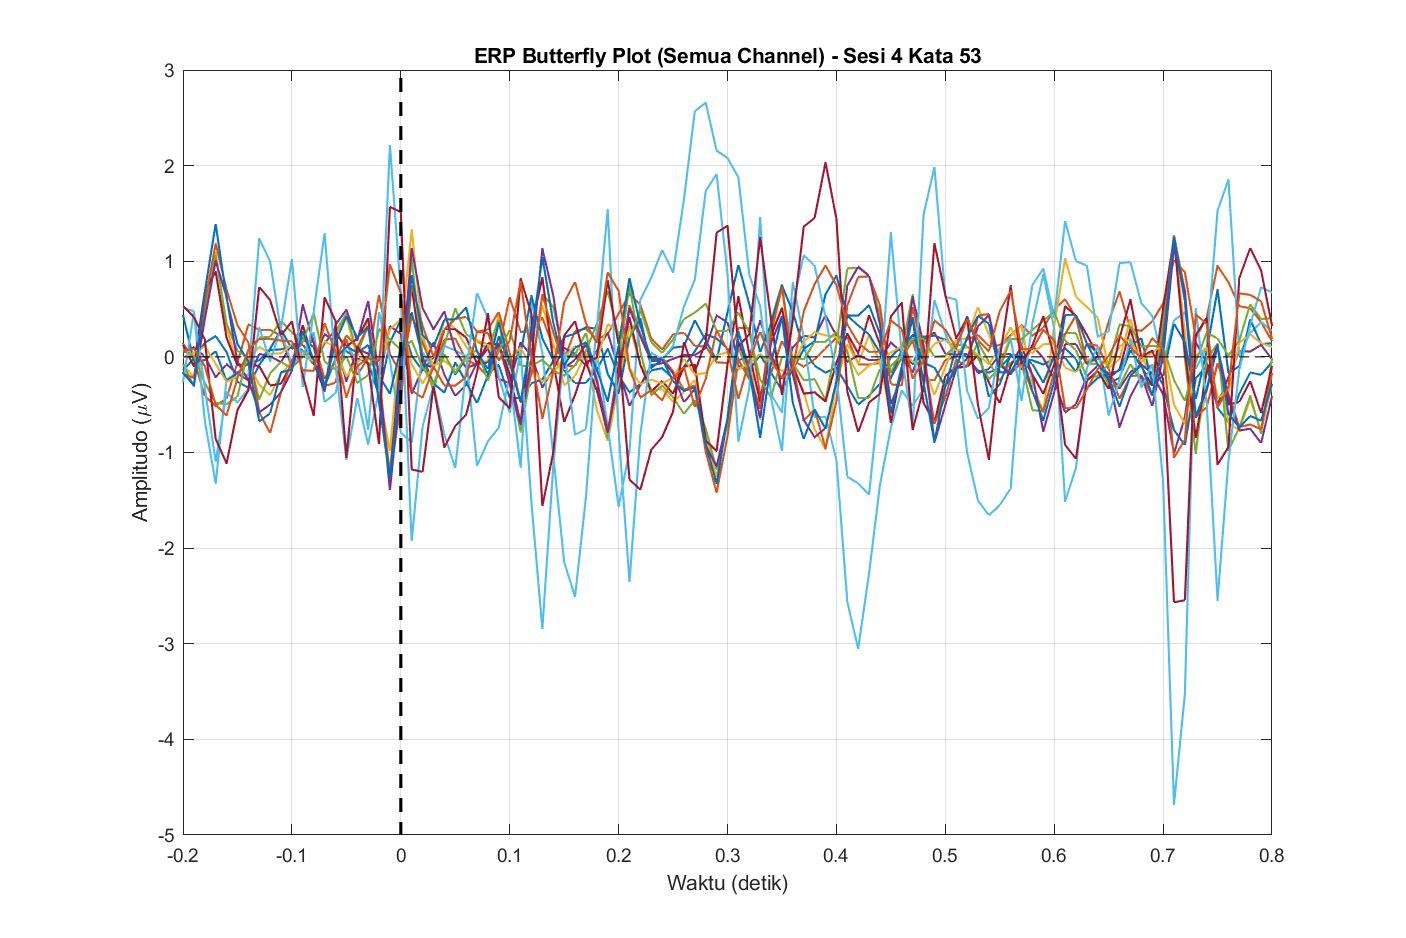 ERP Butterfly Plot (Semua Channel) - Sesi 4 Kata 53
3
2
1
0
-1
-2
-3
-4
-5
Amplitudo (μV)
-0.2 -0.1 0 0.1 0.2 0.3 0.4 0.5 0.6 0.7 0.8
Waktu (detik)